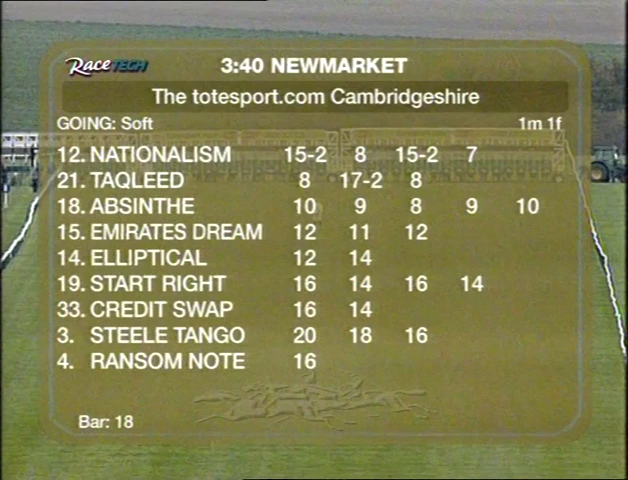 RaceTECH 3:40 NEWMARKET
The totesport.com Cambridgeshire
GOING: Soft 1m 1f
12. NATIONALISM 15-2 8 15-2 7
21. TAQLEED 8 17-2 8
18. ABSINTHE 10 9 8 9 10
15. EMIRATES DREAM 12 11 12
14. ELLIPTICAL 12 14
19. START RIGHT 16 14 16 14
33. CREDIT SWAP 16 14
3. STEELE TANGO 20 18 16
4. RANSOM NOTE 16
Bar: 18